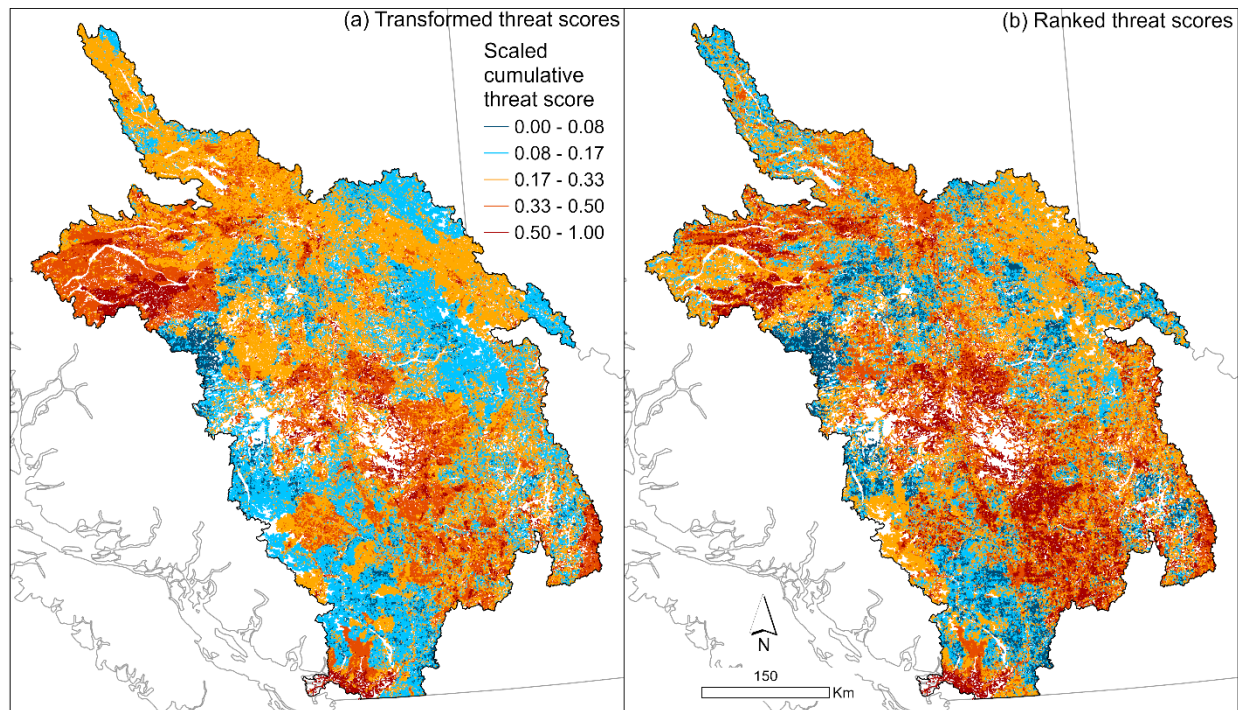 (a) Transformed threat scores
Scaled
cumulative
threat score
0.00 - 0.08
0.08 - 0.17
0.17 - 0.33
0.33 - 0.50
0.50 - 1.00
(b) Ranked threat scores
N
150
Km